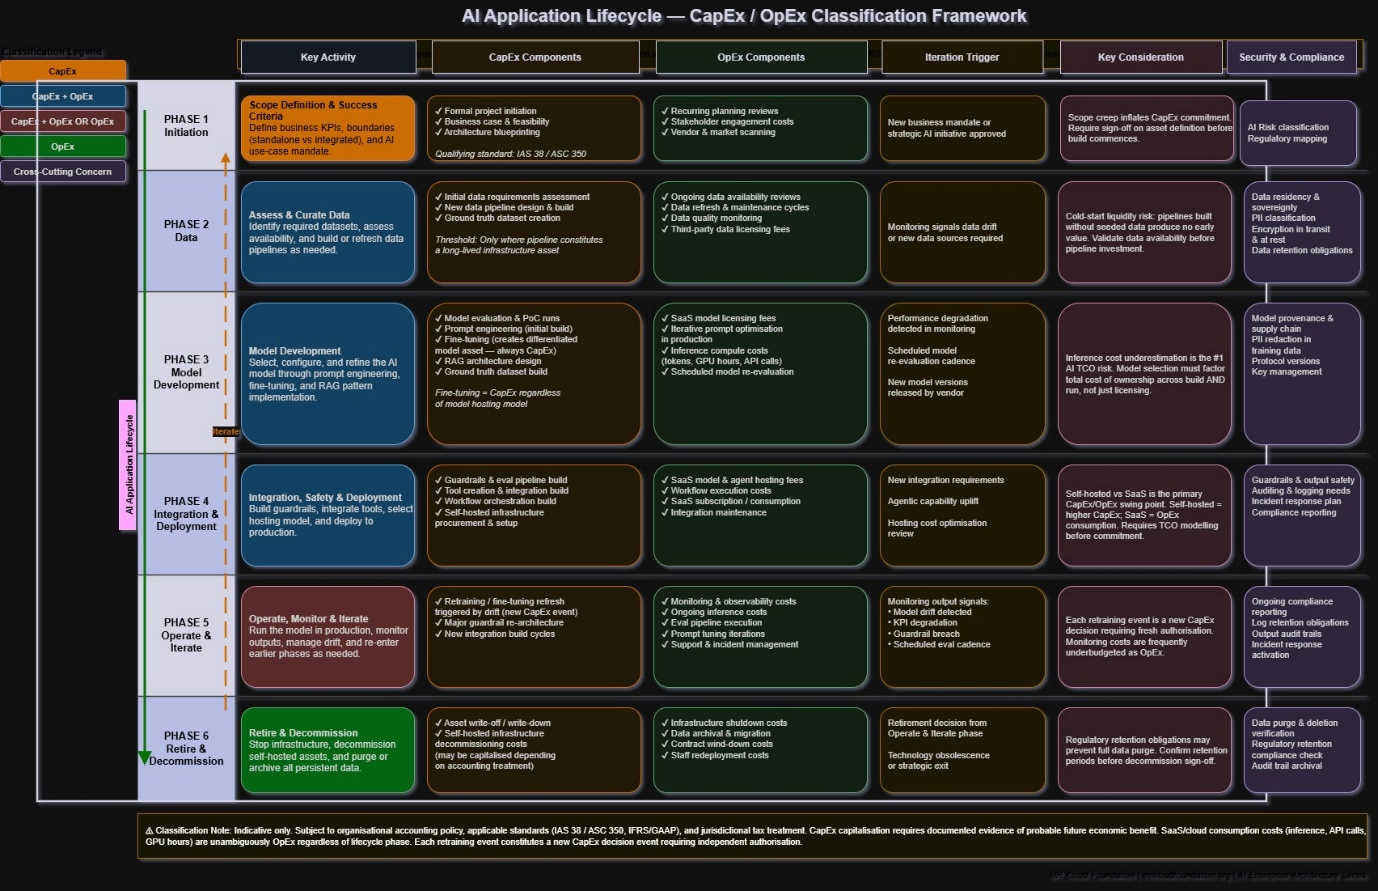 AI Application Lifecycle — CapEx / OpEx Classification Framework
Classification Legend
CapEx
CapEx + OpEx
CapEx + OpEx OR OpEx
OpEx
Cross-Cutting Concern
Key Activity
CapEx Components
OpEx Components
Iteration Trigger
Key Consideration
Security & Compliance
AI Application Lifecycle
Iterate
PHASE 1
Initiation
Scope Definition & Success
Criteria
Define business KPIs, boundaries
(standalone vs integrated), and AI
use-case mandate.
✓ Formal project initiation
✓ Business case & feasibility
✓ Architecture blueprinting
Qualifying standard: IAS 38 / ASC 350
✓ Recurring planning reviews
✓ Stakeholder engagement costs
✓ Vendor & market scanning
New business mandate or
strategic AI initiative approved
Scope creep inflates CapEx commitment.
Require sign-off on asset definition before
build commences.
AI Risk classification
Regulatory mapping
PHASE 2
Data
Assess & Curate Data
Identify required datasets, assess
availability, and build or refresh data
pipelines as needed.
✓ Initial data requirements assessment
✓ New data pipeline design & build
✓ Ground truth dataset creation
Threshold: Only where pipeline constitutes
a long-lived infrastructure asset
✓ Ongoing data availability reviews
✓ Data refresh & maintenance cycles
✓ Data quality monitoring
✓ Third-party data licensing fees
Monitoring signals data drift
or new data sources required
Cold-start liquidity risk: pipelines built
without seeded data produce no early
value. Validate data availability before
pipeline investment.
Data residency &
sovereignty
PII classification
Encryption in transit
& at rest
Data retention obligations
PHASE 3
Model
Development
Model Development
Select, configure, and refine the AI
model through prompt engineering,
fine-tuning, and RAG pattern
implementation.
✓ Model evaluation & PoC runs
✓ Prompt engineering (initial build)
✓ Fine-tuning (creates differentiated
model asset — always CapEx)
✓ RAG architecture design
✓ Ground truth dataset build
Fine-tuning = CapEx regardless
of model hosting model
✓ SaaS model licensing fees
✓ Iterative prompt optimisation
in production
✓ Inference compute costs
(tokens, GPU hours, API calls)
✓ Scheduled model re-evaluation
Performance degradation
detected in monitoring
Scheduled model
re-evaluation cadence
New model versions
released by vendor
Inference cost underestimation is the #1
AI TCO risk. Model selection must factor
total cost of ownership across build AND
run, not just licensing.
Model provenance &
supply chain
PII redaction in
training data
Protocol versions
Key management
PHASE 4
Integration &
Deployment
Integration, Safety & Deployment
Build guardrails, integrate tools, select
hosting model, and deploy to
production.
✓ Guardrails & eval pipeline build
✓ Tool creation & integration build
✓ Workflow orchestration build
✓ Self-hosted infrastructure
procurement & setup
✓ SaaS model & agent hosting fees
✓ Workflow execution costs
✓ SaaS subscription / consumption
✓ Integration maintenance
New integration requirements
Agentic capability uplift
Hosting cost optimisation
review
Self-hosted vs SaaS is the primary
CapEx/OpEx swing point. Self-hosted =
higher CapEx; SaaS = OpEx
consumption. Requires TCO modelling
before commitment.
Guardrails & output safety
Auditing & logging needs
Incident response plan
Compliance reporting
PHASE 5
Operate &
Iterate
Operate, Monitor & Iterate
Run the model in production, monitor
outputs, manage drift, and re-enter
earlier phases as needed.
✓ Retraining / fine-tuning refresh
triggered by drift (new CapEx event)
✓ Major guardrail re-architecture
✓ New integration build cycles
✓ Monitoring & observability costs
✓ Ongoing inference costs
✓ Eval pipeline execution
✓ Prompt tuning iterations
✓ Support & incident management
Monitoring output signals:
• Model drift detected
• KPI degradation
• Guardrail breach
• Scheduled eval cadence
Each retraining event is a new CapEx
decision requiring fresh authorisation.
Monitoring costs are frequently
underbudgeted as OpEx.
Ongoing compliance
reporting
Log retention obligations
Output audit trails
Incident response
activation
PHASE 6
Retire &
Decommission
Retire & Decommission
Stop infrastructure, decommission
self-hosted assets, and purge or
archive all persistent data.
✓ Asset write-off / write-down
✓ Self-hosted infrastructure
decommissioning costs
(may be capitalised depending
on accounting treatment)
✓ Infrastructure shutdown costs
✓ Data archival & migration
✓ Contract wind-down costs
✓ Staff redeployment costs
Retirement decision from
Operate & Iterate phase
Technology obsolescence
or strategic exit
Regulatory retention obligations may
prevent full data purge. Confirm retention
periods before decommission sign-off.
Data purge & deletion
verification
Regulatory retention
compliance check
Audit trail archival
⚠ Classification Note: Indicative only. Subject to organisational accounting policy, applicable standards (IAS 38 / ASC 350, IFRS/GAAP), and jurisdictional tax treatment. CapEx capitalisation requires documented evidence of probable future economic benefit. SaaS/cloud consumption costs (inference, API calls,
GPU hours) are unambiguously OpEx regardless of lifecycle phase. Each retraining event constitutes a new CapEx decision event requiring independent authorisation.